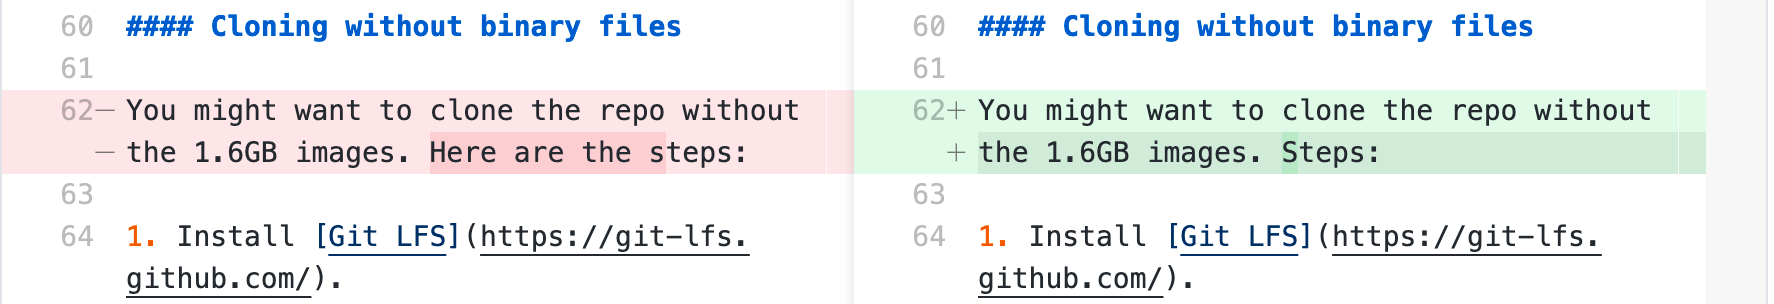 60 #### Cloning without binary files
61
62— You might want to clone the repo without
— the 1.6GB images. Here are the steps:
63
64 1. Install [Git LFS](https://git-lfs.
github.com/).
60 #### Cloning without binary files
61
62+ You might want to clone the repo without
+ the 1.6GB images. Steps:
63
64 1. Install [Git LFS](https://git-lfs.
github.com/).